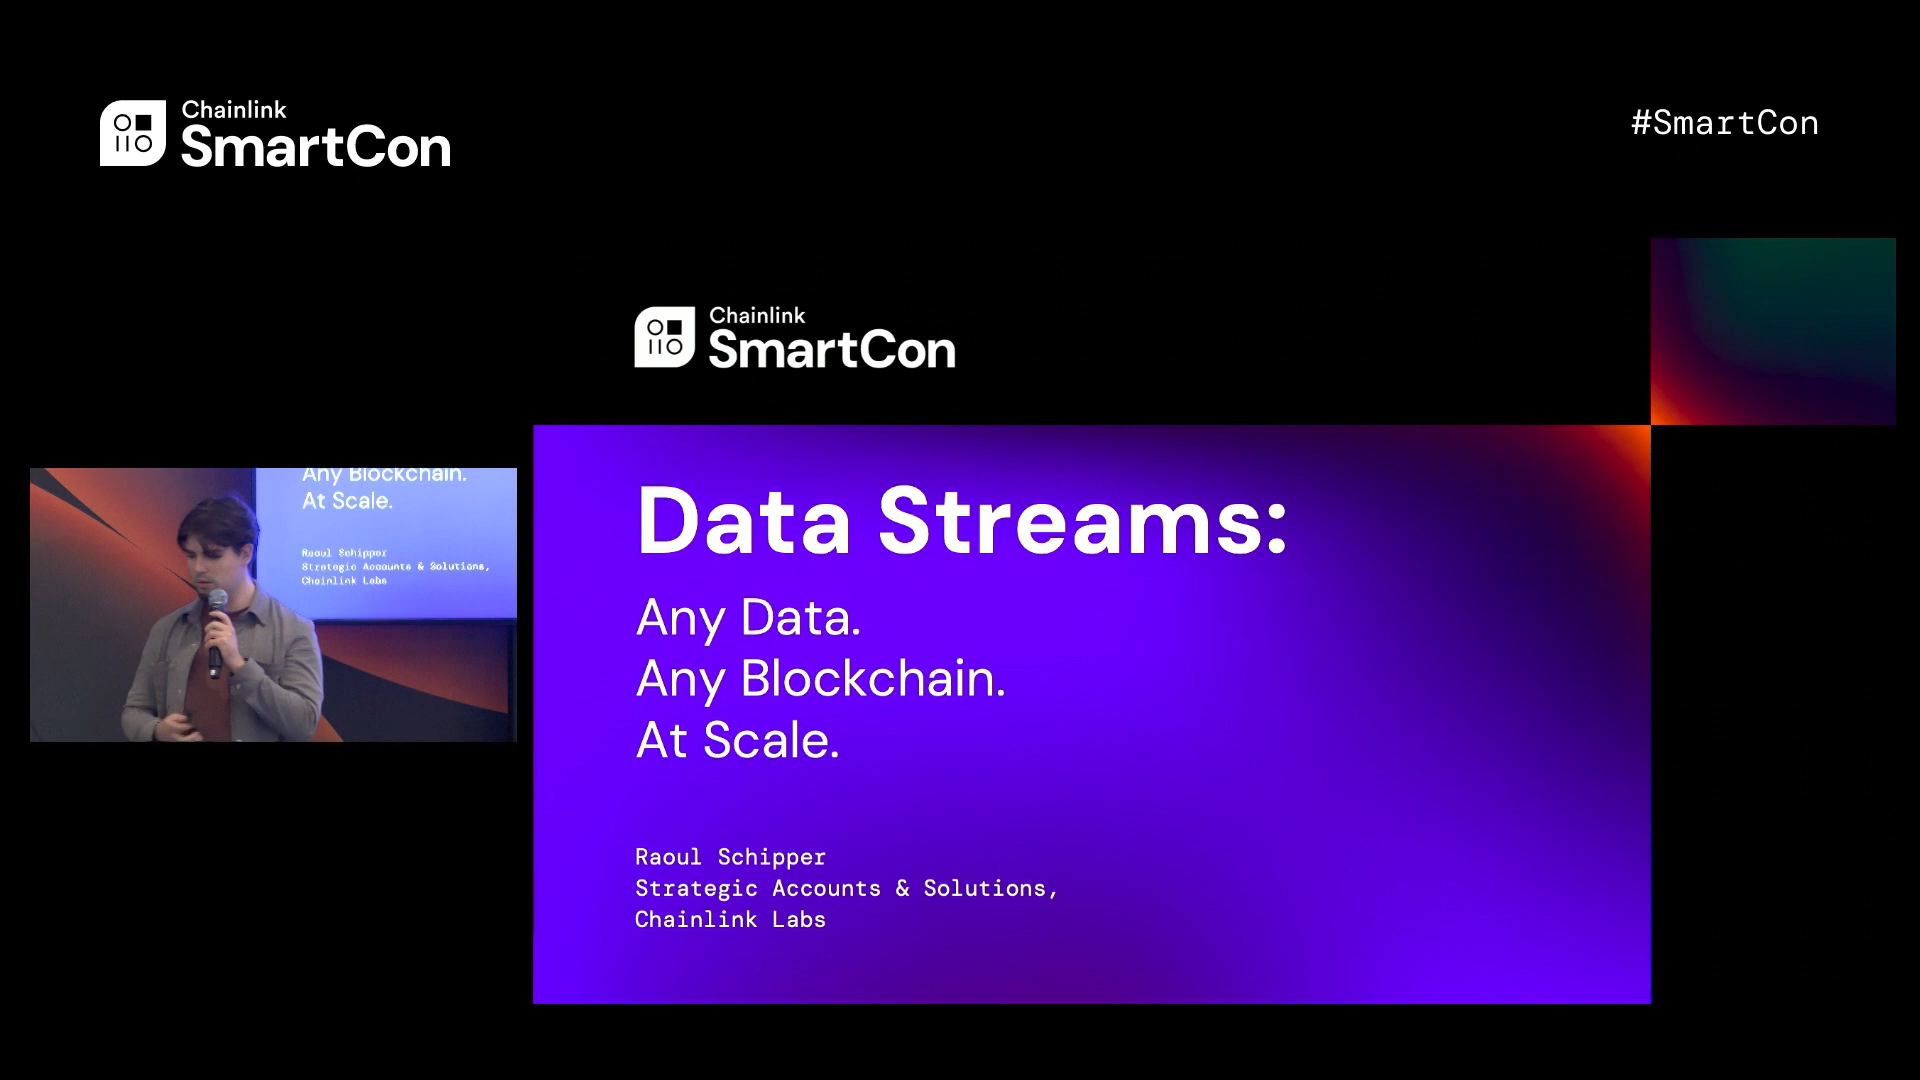 Chainlink
SmartCon
#SmartCon
Chainlink
SmartCon
Data Streams:
Any Data.
Any Blockchain.
At Scale.
Raoul Schipper
Strategic Accounts & Solutions,
Chainlink Labs
Any Blockchain.
At Scale.
Raoul Schipper
Strategic Accounts & Solutions,
Chainlink Labs